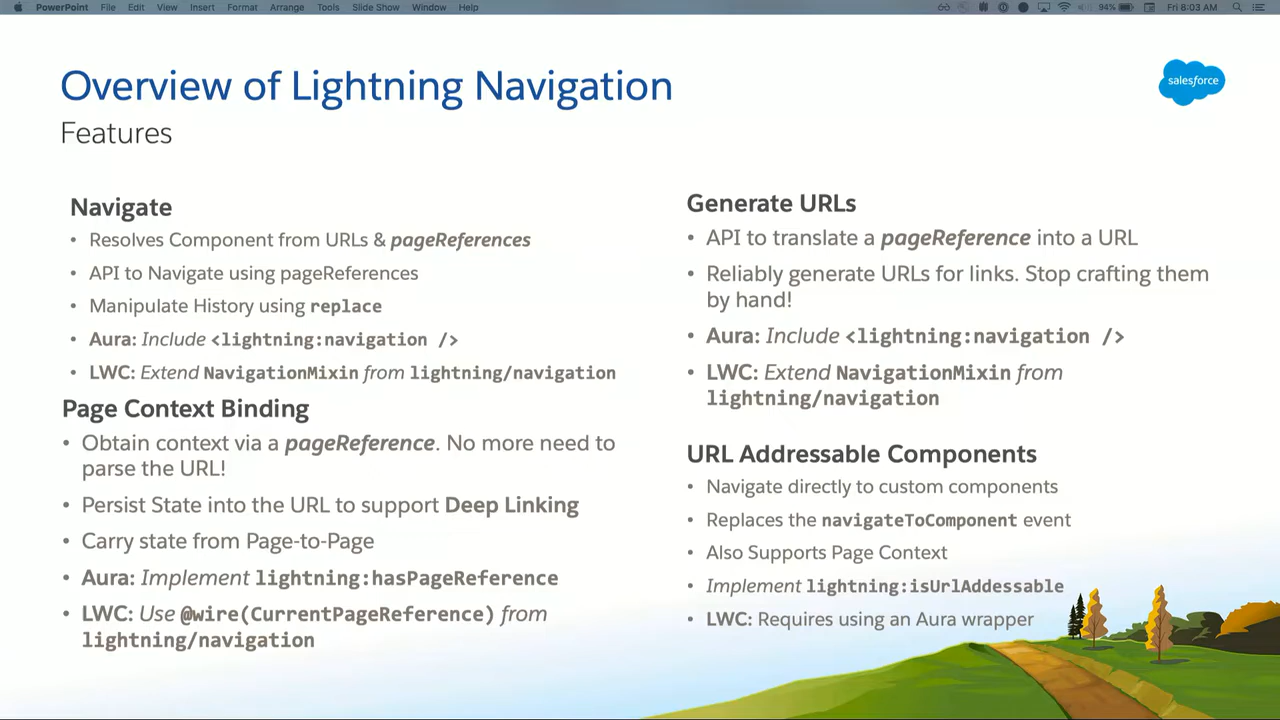 PowerPoint File Edit View Insert Format Arrange Tools Slide Show Window Help 94% Fri 8:03 AM
Overview of Lightning Navigation
salesforce
Features
Navigate
• Resolves Component from URLs & pageReferences
• API to Navigate using pageReferences
• Manipulate History using replace
• Aura: Include <lightning:navigation />
• LWC: Extend NavigationMixin from lightning/navigation
Page Context Binding
• Obtain context via a pageReference. No more need to
parse the URL!
• Persist State into the URL to support Deep Linking
• Carry state from Page-to-Page
• Aura: Implement lightning:hasPageReference
• LWC: Use @wire(CurrentPageReference) from
lightning/navigation
Generate URLs
• API to translate a pageReference into a URL
• Reliably generate URLs for links. Stop crafting them
by hand!
• Aura: Include <lightning:navigation />
• LWC: Extend NavigationMixin from
lightning/navigation
URL Addressable Components
• Navigate directly to custom components
• Replaces the navigateToComponent event
• Also Supports Page Context
• Implement lightning:isUrlAddessable
• LWC: Requires using an Aura wrapper